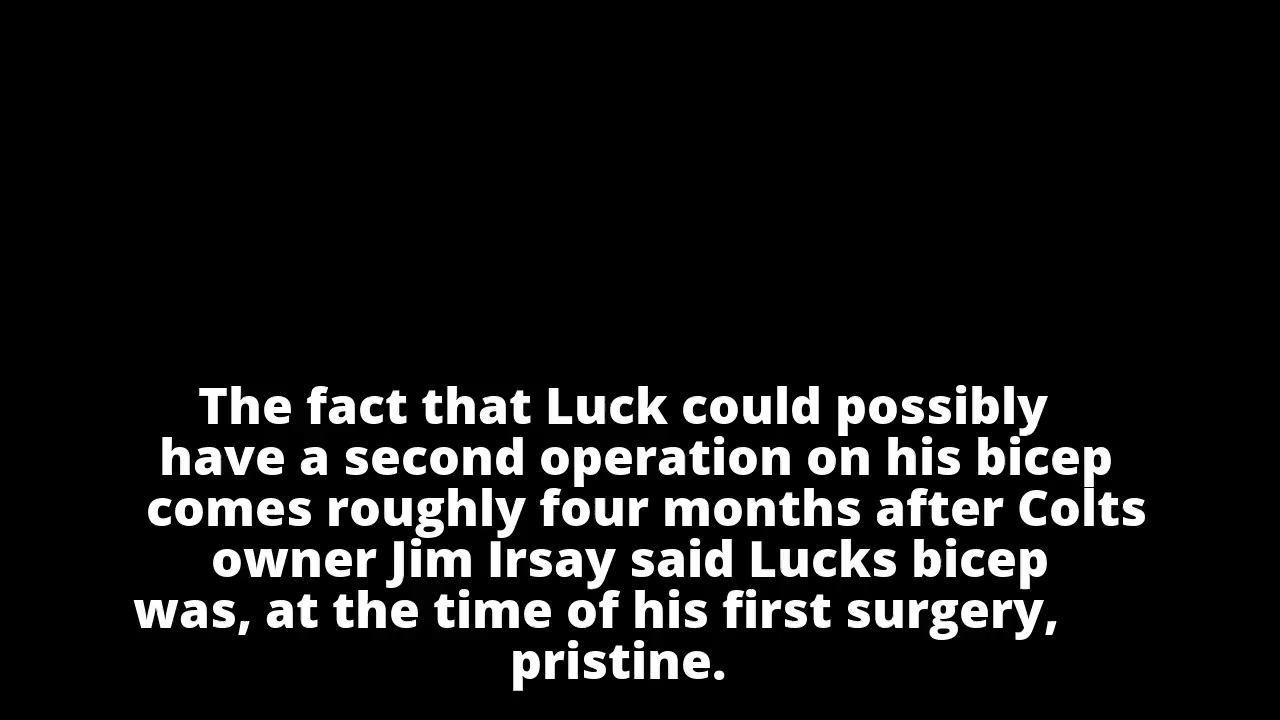 The fact that Luck could possibly
have a second operation on his bicep
comes roughly four months after Colts
owner Jim Irsay said Lucks bicep
was, at the time of his first surgery,
pristine.